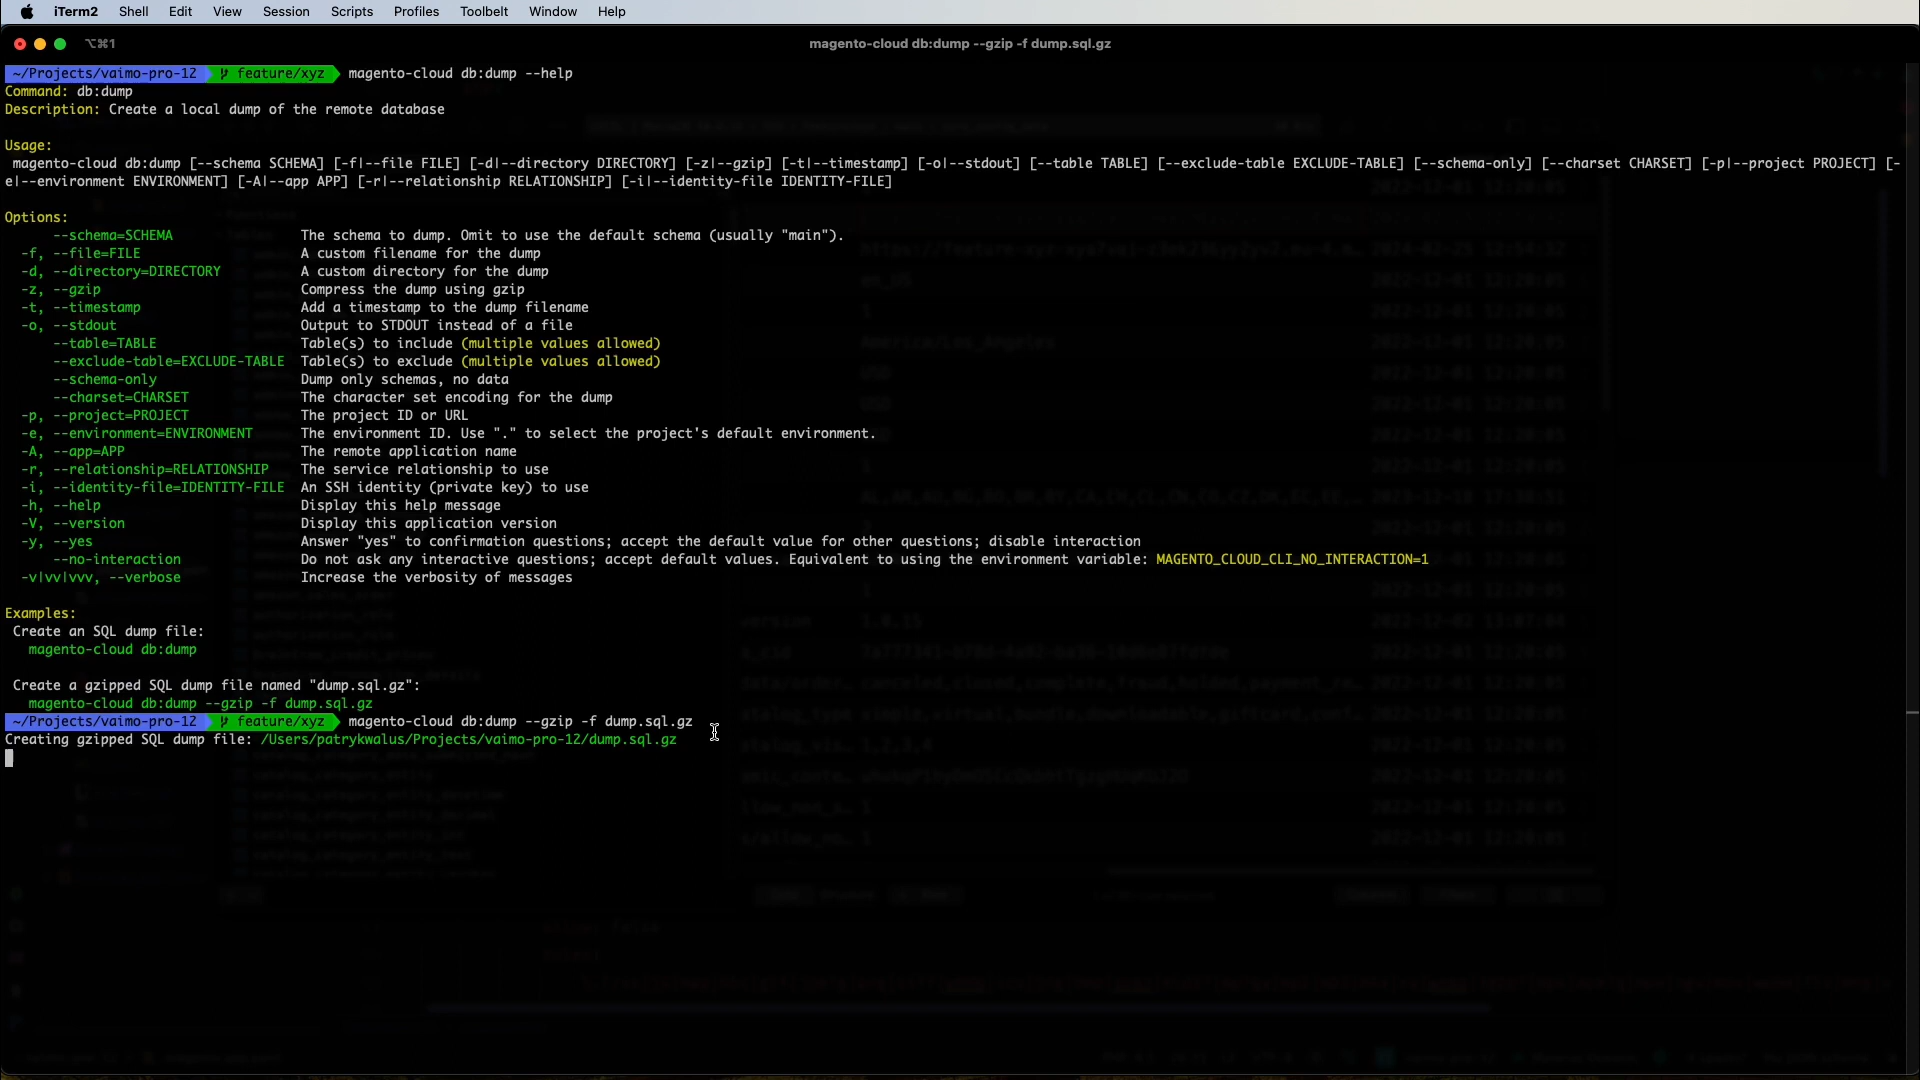 iTerm2 Shell Edit View Session Scripts Profiles Toolbelt Window Help
⌥⌘1 magento-cloud db:dump --gzip -f dump.sql.gz
~/Projects/vaimo-pro-12 feature/xyz magento-cloud db:dump --help
Command: db:dump
Description: Create a local dump of the remote database
Usage:
magento-cloud db:dump [--schema SCHEMA] [-f|--file FILE] [-d|--directory DIRECTORY] [-z|--gzip] [-t|--timestamp] [-o|--stdout] [--table TABLE] [--exclude-table EXCLUDE-TABLE] [--schema-only] [--charset CHARSET] [-p|--project PROJECT] [-
e|--environment ENVIRONMENT] [-A|--app APP] [-r|--relationship RELATIONSHIP] [-i|--identity-file IDENTITY-FILE]
Options:
--schema=SCHEMA The schema to dump. Omit to use the default schema (usually "main").
-f, --file=FILE A custom filename for the dump
-d, --directory=DIRECTORY A custom directory for the dump
-z, --gzip Compress the dump using gzip
-t, --timestamp Add a timestamp to the dump filename
-o, --stdout Output to STDOUT instead of a file
--table=TABLE Table(s) to include (multiple values allowed)
--exclude-table=EXCLUDE-TABLE Table(s) to exclude (multiple values allowed)
--schema-only Dump only schemas, no data
--charset=CHARSET The character set encoding for the dump
-p, --project=PROJECT The project ID or URL
-e, --environment=ENVIRONMENT The environment ID. Use "." to select the project's default environment.
-A, --app=APP The remote application name
-r, --relationship=RELATIONSHIP The service relationship to use
-i, --identity-file=IDENTITY-FILE An SSH identity (private key) to use
-h, --help Display this help message
-V, --version Display this application version
-y, --yes Answer "yes" to confirmation questions; accept the default value for other questions; disable interaction
--no-interaction Do not ask any interactive questions; accept default values. Equivalent to using the environment variable: MAGENTO_CLOUD_CLI_NO_INTERACTION=1
-v|vv|vvv, --verbose Increase the verbosity of messages
Examples:
Create an SQL dump file:
magento-cloud db:dump
Create a gzipped SQL dump file named "dump.sql.gz":
magento-cloud db:dump --gzip -f dump.sql.gz
~/Projects/vaimo-pro-12 feature/xyz magento-cloud db:dump --gzip -f dump.sql.gz
Creating gzipped SQL dump file: /Users/patrykwalus/Projects/vaimo-pro-12/dump.sql.gz